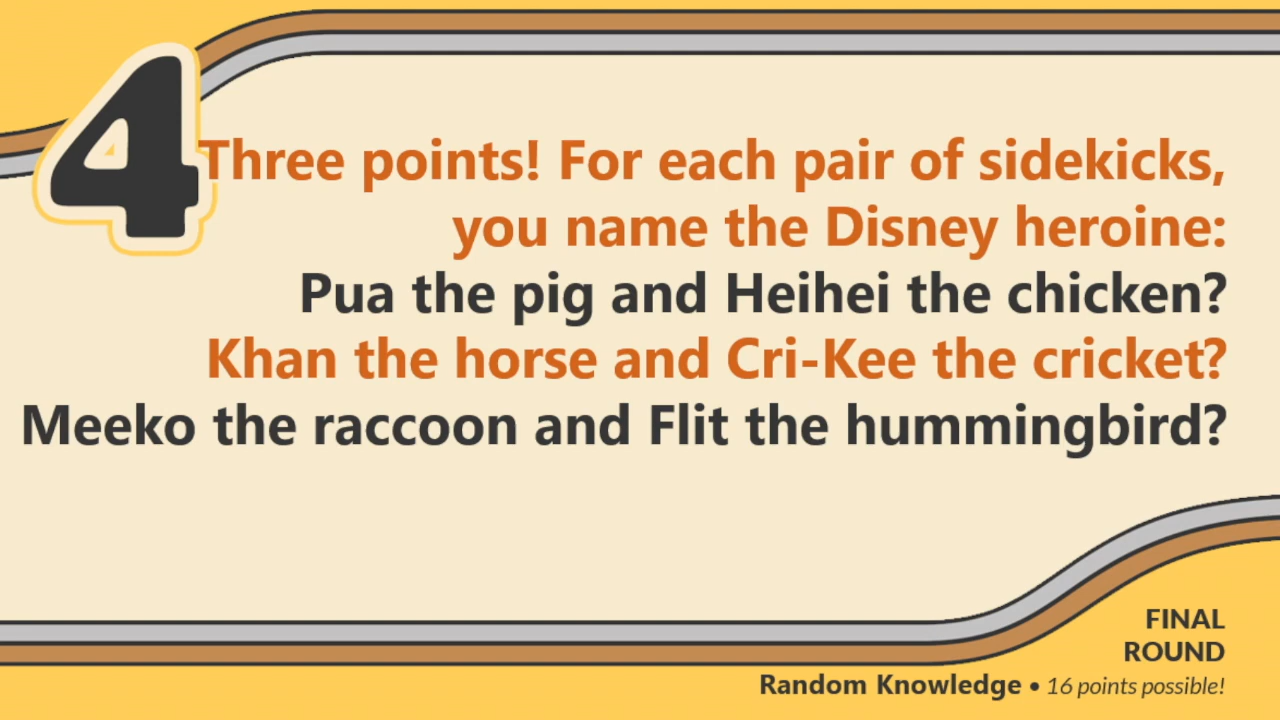 4
Three points! For each pair of sidekicks,
you name the Disney heroine:
Pua the pig and Heihei the chicken?
Khan the horse and Cri-Kee the cricket?
Meeko the raccoon and Flit the hummingbird?
FINAL
ROUND
Random Knowledge • 16 points possible!